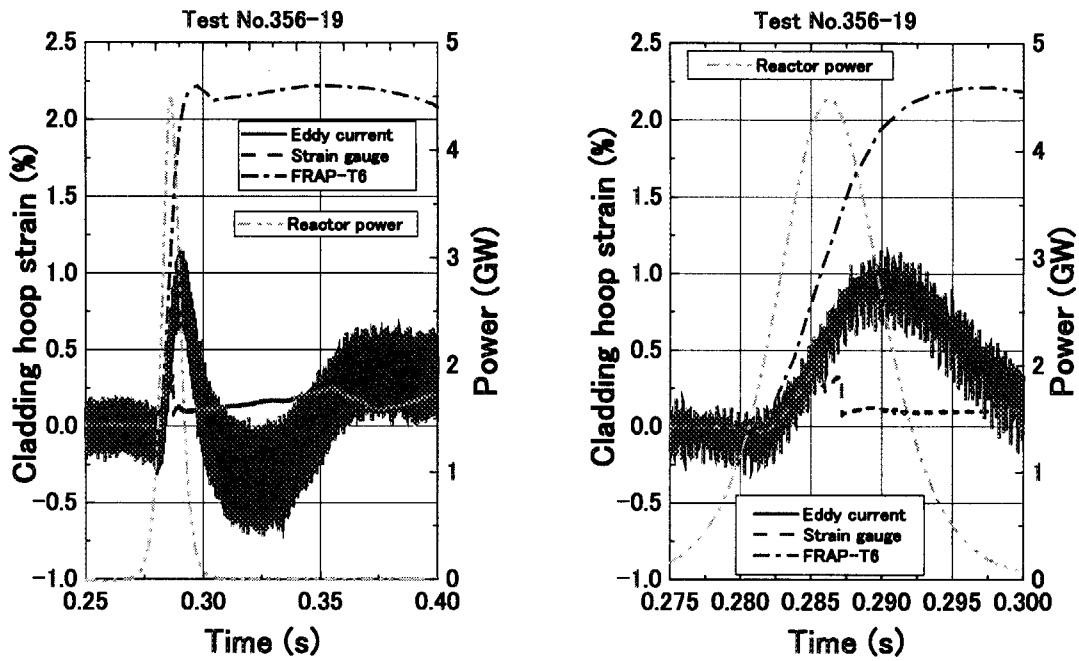 Test No.356-19
2.5
2.0
1.5
1.0
0.5
0.0
-0.5
-1.0
Cladding hoop strain (%)
Eddy current
Strain gauge
FRAP-T6
Reactor power
5
4
3
2
1
0
Power (GW)
0.25
0.30
0.35
0.40
Time (s)
Test No.356-19
2.5
2.0
1.5
1.0
0.5
0.0
-0.5
-1.0
Cladding hoop strain (%)
Reactor power
Eddy current
Strain gauge
FRAP-T6
5
4
3
2
1
0
Power (GW)
0.275
0.280
0.285
0.290
0.295
0.300
Time (s)